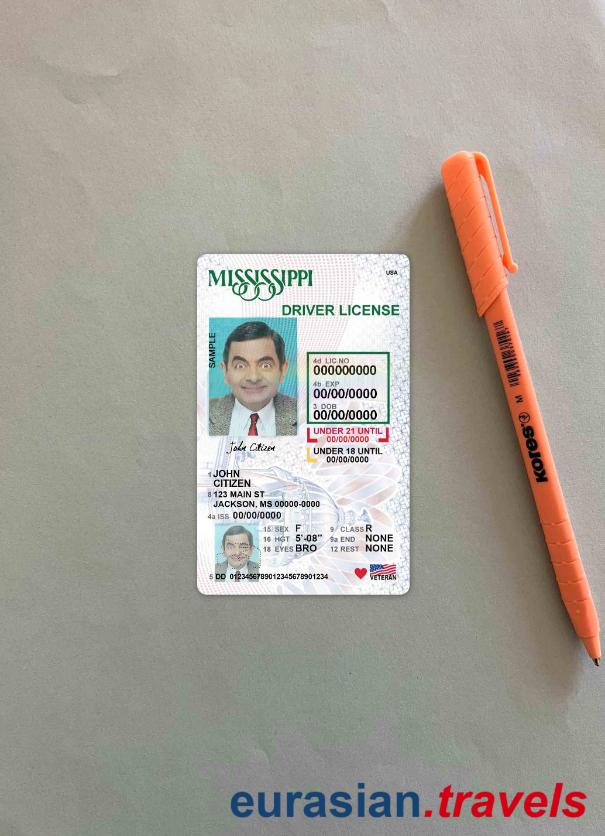 MISSISSIPPI
USA
DRIVER LICENSE
SAMPLE
4d LIC.NO
000000000
4b EXP
00/00/0000
3 DOB
00/00/0000
UNDER 21 UNTIL
00/00/0000
UNDER 18 UNTIL
00/00/0000
John Citizen
1 JOHN
CITIZEN
8 123 MAIN ST
JACKSON, MS 00000-0000
4a ISS 00/00/0000
15 SEX F 9 CLASS R
16 HGT 5'-08" 9a END NONE
18 EYES BRO 12 REST NONE
5 DD 0123456789012345678901234
VETERAN
kores
M
eurasian.travels